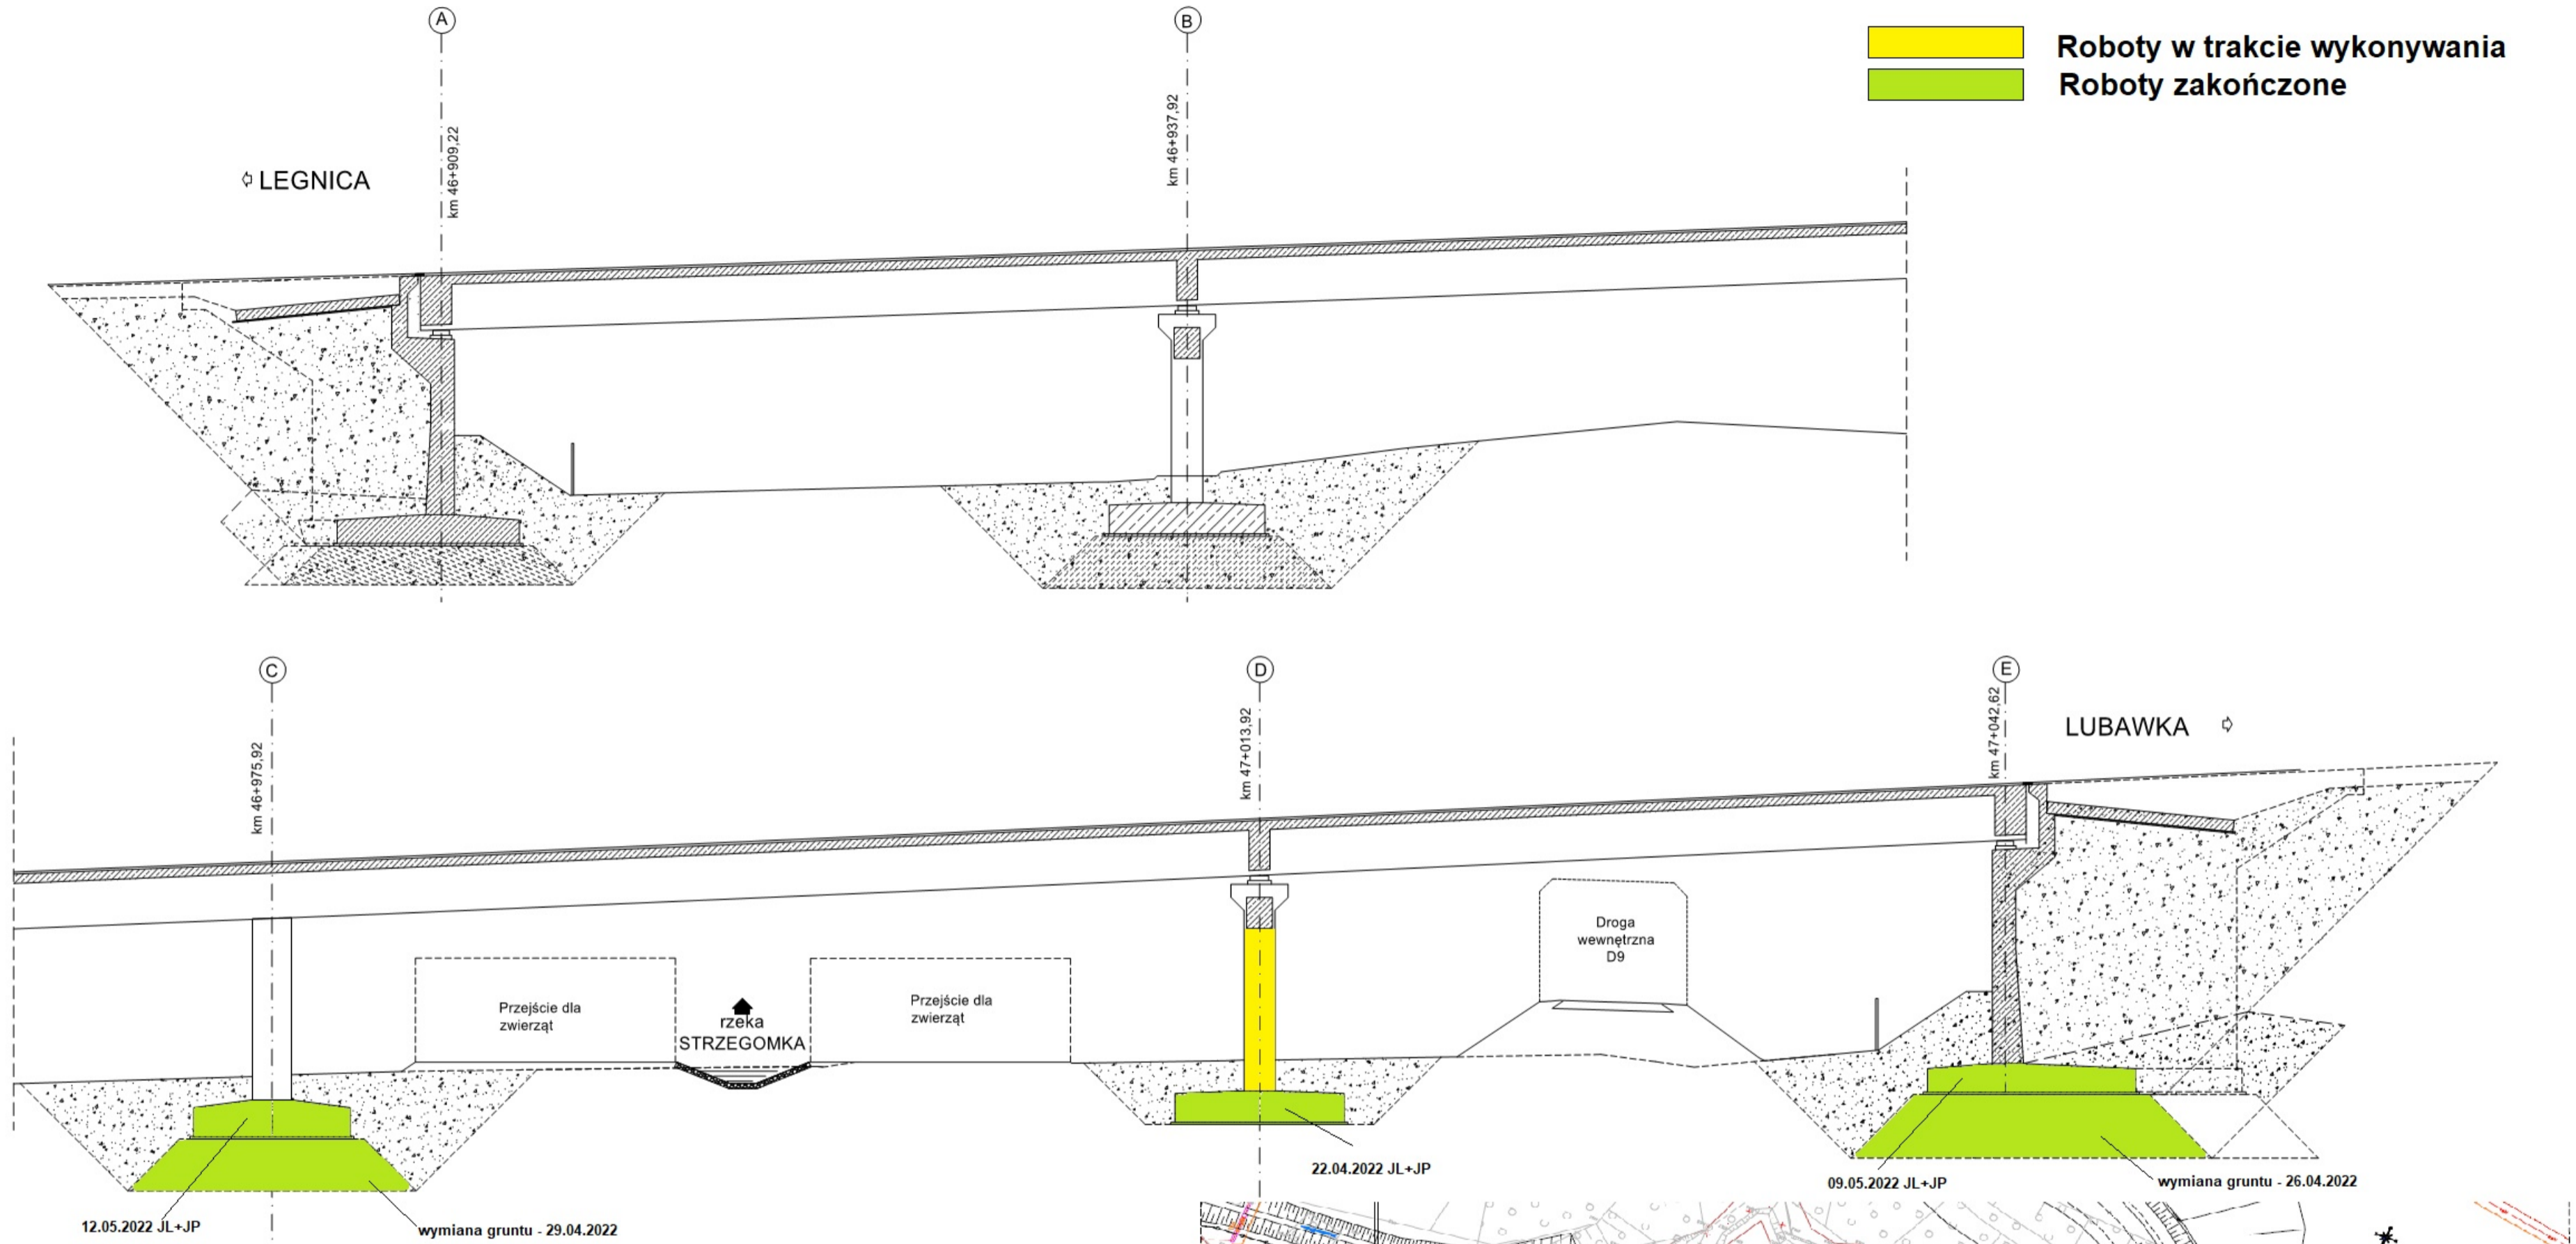 A
B
Roboty w trakcie wykonywania
Roboty zakończone
km 46+909,22
km 46+937,92
LEGNICA
C
D
E
km 46+975,92
km 47+013,92
km 47+042,62
LUBAWKA
Droga
wewnętrzna
D9
Przejście dla
zwierząt
rzeka
STRZEGOMKA
Przejście dla
zwierząt
12.05.2022 JL+JP
wymiana gruntu - 29.04.2022
22.04.2022 JL+JP
09.05.2022 JL+JP
wymiana gruntu - 26.04.2022